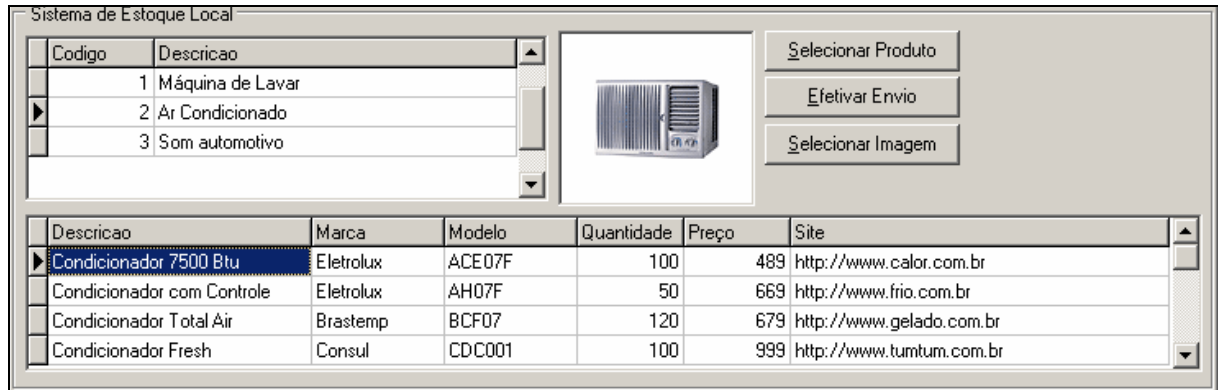 Sistema de Estoque Local
Codigo Descricao
1 Máquina de Lavar
2 Ar Condicionado
3 Som automotivo
Selecionar Produto
Efetivar Envio
Selecionar Imagem
Descricao Marca Modelo Quantidade Preço Site
Condicionador 7500 Btu Eletrolux ACE07F 100 489 http://www.calor.com.br
Condicionador com Controle Eletrolux AH07F 50 669 http://www.frio.com.br
Condicionador Total Air Brastemp BCF07 120 679 http://www.gelado.com.br
Condicionador Fresh Consul CDC001 100 999 http://www.tumtum.com.br